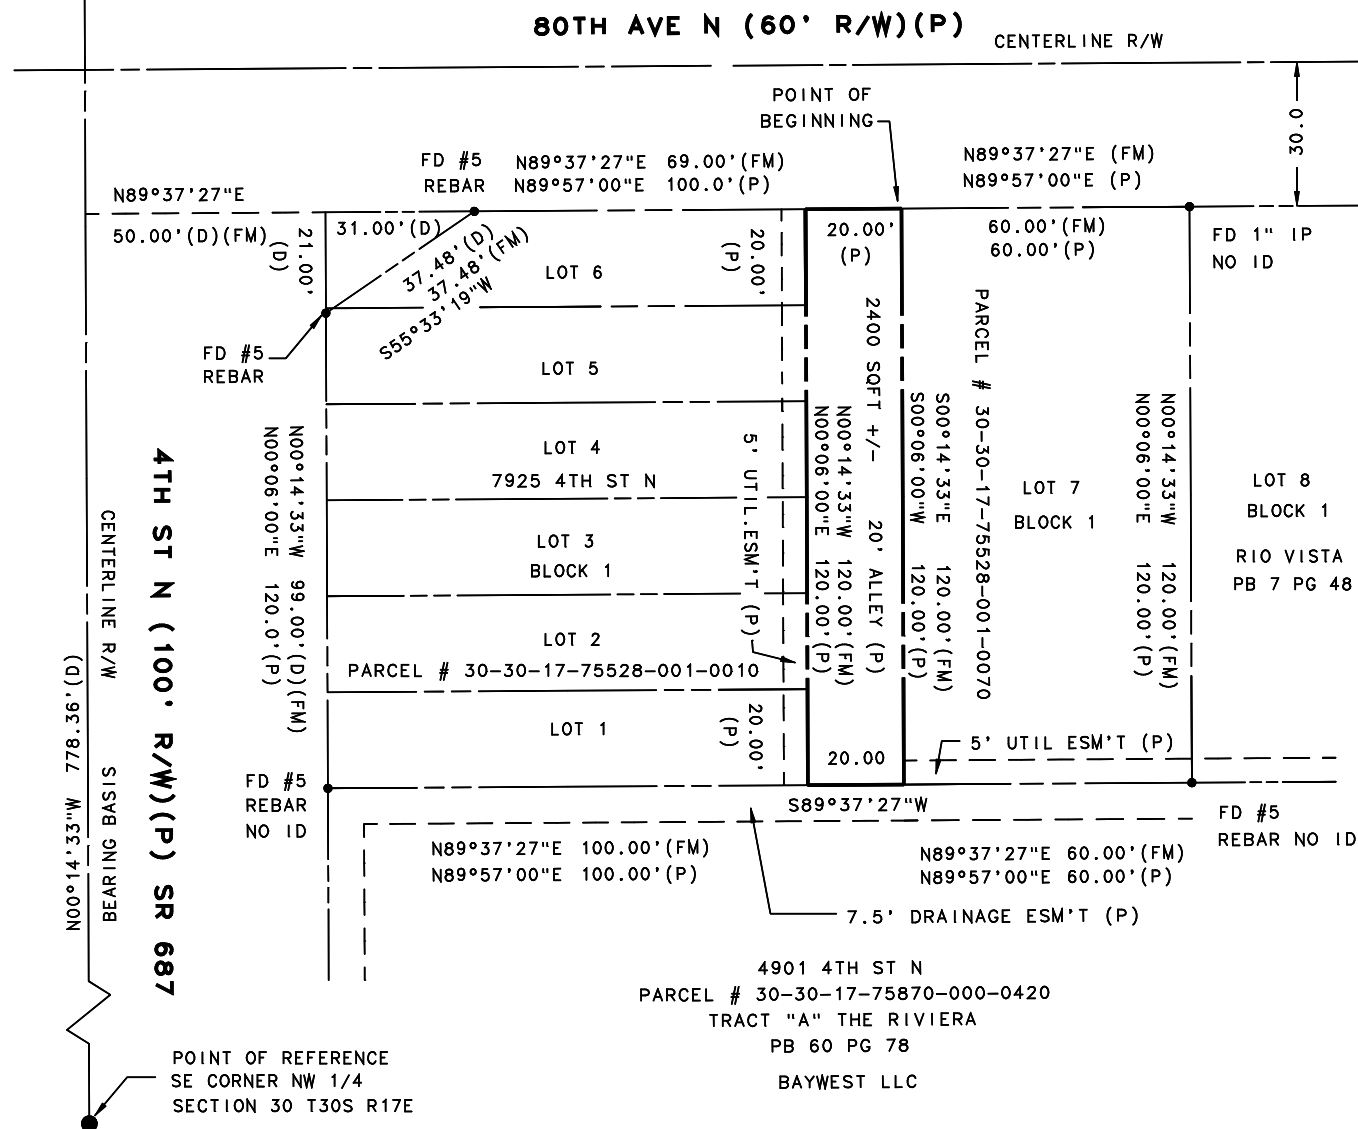 80TH AVE N (60' R/W)(P)
CENTERLINE R/W
POINT OF
BEGINNING
30.0
FD #5
REBAR
N89°37'27"E 69.00'(FM)
N89°57'00"E 100.0'(P)
N89°37'27"E (FM)
N89°57'00"E (P)
N89°37'27"E
50.00'(D)(FM)
21.00'
(D)
31.00'(D)
37.48'(D)
37.48'(FM)
S55°33'19"W
20.00'
(P)
20.00'
(P)
60.00'(FM)
60.00'(P)
FD 1" IP
NO ID
LOT 6
FD #5
REBAR
LOT 5
LOT 4
7925 4TH ST N
LOT 3
BLOCK 1
LOT 2
PARCEL # 30-30-17-75528-001-0010
LOT 1
20.00'
(P)
5' UTIL.ESM'T (P)
N00°14'33"W 120.00'(FM)
N00°06'00"E 120.00'(P)
2400 SQFT +/- 20' ALLEY (P)
S00°14'33"E 120.00'(FM)
S00°06'00"W 120.00'(P)
PARCEL # 30-30-17-75528-001-0070
LOT 7
BLOCK 1
N00°14'33"W 120.00'(FM)
N00°06'00"E 120.00'(P)
LOT 8
BLOCK 1
RIO VISTA
PB 7 PG 48
N00°14'33"W 99.00'(D)(FM)
N00°06'00"E 120.0'(P)
4TH ST N (100' R/W)(P) SR 687
CENTERLINE R/W BEARING BASIS
N00°14'33"W 778.36'(D)
20.00
5' UTIL ESM'T (P)
FD #5
REBAR
NO ID
S89°37'27"W
FD #5
REBAR NO ID
N89°37'27"E 100.00'(FM)
N89°57'00"E 100.00'(P)
N89°37'27"E 60.00'(FM)
N89°57'00"E 60.00'(P)
7.5' DRAINAGE ESM'T (P)
4901 4TH ST N
PARCEL # 30-30-17-75870-000-0420
TRACT "A" THE RIVIERA
PB 60 PG 78
BAYWEST LLC
POINT OF REFERENCE
SE CORNER NW 1/4
SECTION 30 T30S R17E